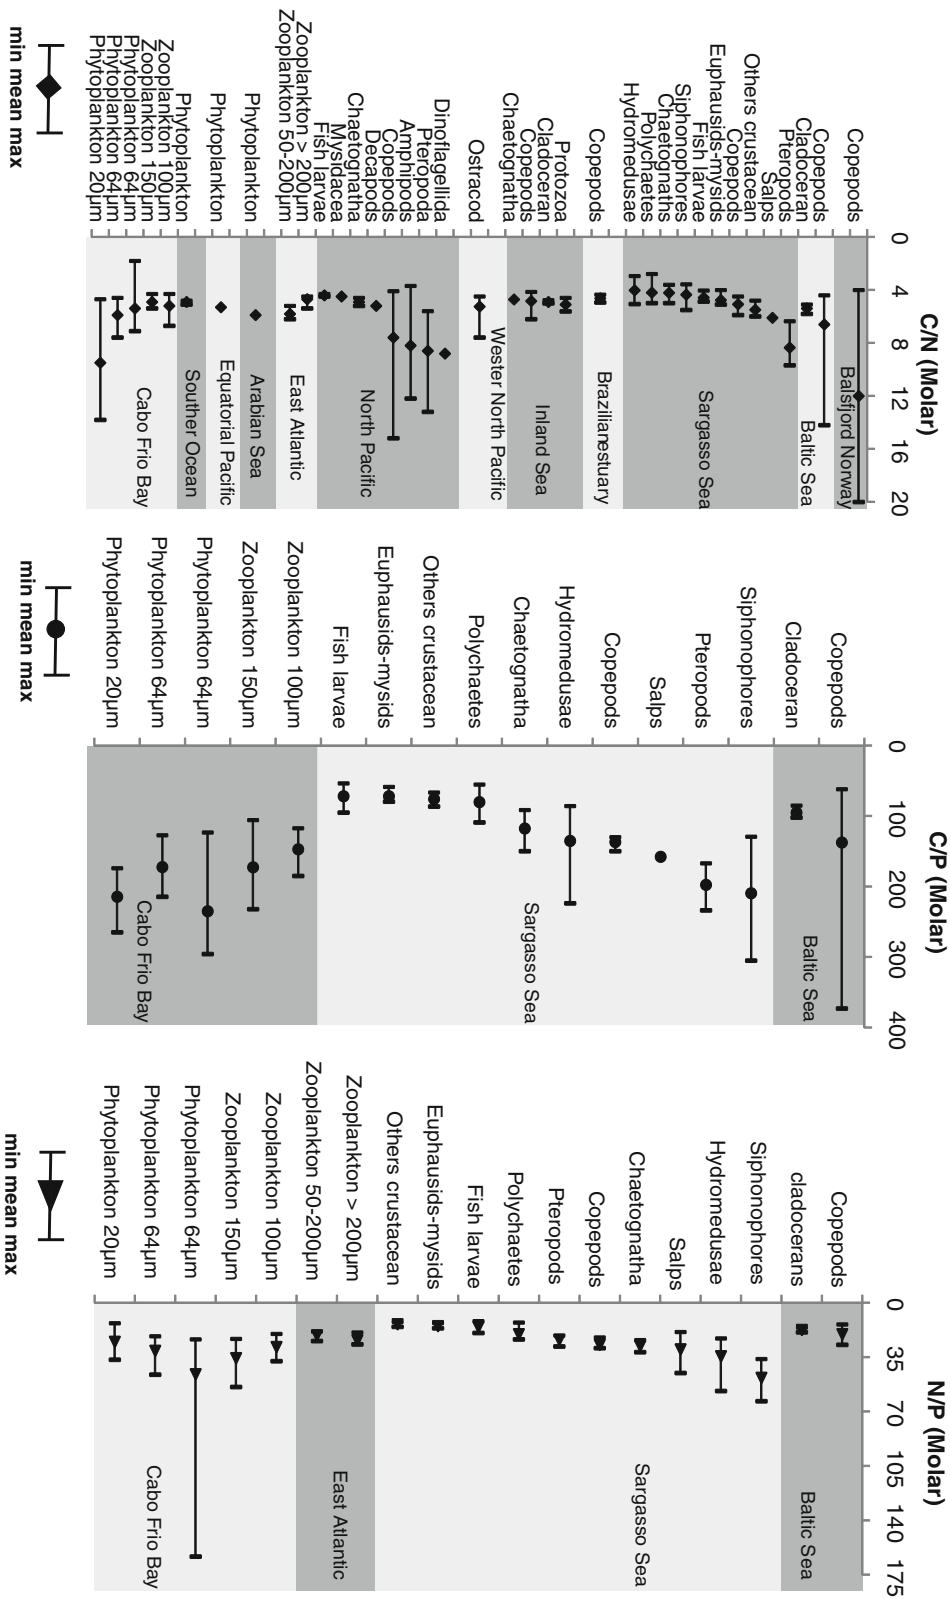 C/N (Molar)
0
4
8
12
16
20
Copepods
Copepods
Cladoceran
Pteropods
Salps
Others crustacean
Copepods
Euphausids-mysids
Fish larvae
Siphonophores
Chaetognaths
Polychaetes
Hydromedusae
Copepods
Protozoa
Cladoceran
Copepods
Chaetognatha
Ostracod
Dinoflagellida
Pteropoda
Amphipods
Copepods
Decapods
Chaetognatha
Mysidacea
Fish larvae
Zooplankton > 200µm
Zooplankton 50-200µm
Phytoplankton
Phytoplankton
Phytoplankton
Zooplankton 100µm
Zooplankton 150µm
Phytoplankton 64µm
Phytoplankton 64µm
Phytoplankton 20µm
Balsfjord Norway
Baltic Sea
Sargasso Sea
Brazilianestuary
Inland Sea
Wester North Pacific
North Pacific
East Atlantic
Arabian Sea
Equatorial Pacific
Souther Ocean
Cabo Frio Bay
min mean max
C/P (Molar)
0
100
200
300
400
Copepods
Cladoceran
Siphonophores
Pteropods
Salps
Copepods
Hydromedusae
Chaetognatha
Polychaetes
Others crustacean
Euphausids-mysids
Fish larvae
Zooplankton 100µm
Zooplankton 150µm
Phytoplankton 64µm
Phytoplankton 64µm
Phytoplankton 20µm
Baltic Sea
Sargasso Sea
Cabo Frio Bay
min mean max
N/P (Molar)
0
35
70
105
140
175
Copepods
cladocerans
Siphonophores
Hydromedusae
Salps
Chaetognatha
Copepods
Pteropods
Polychaetes
Fish larvae
Euphausids-mysids
Others crustacean
Zooplankton > 200µm
Zooplankton 50-200µm
Zooplankton 100µm
Zooplankton 150µm
Phytoplankton 64µm
Phytoplankton 64µm
Phytoplankton 20µm
Baltic Sea
Sargasso Sea
East Atlantic
Cabo Frio Bay
min mean max